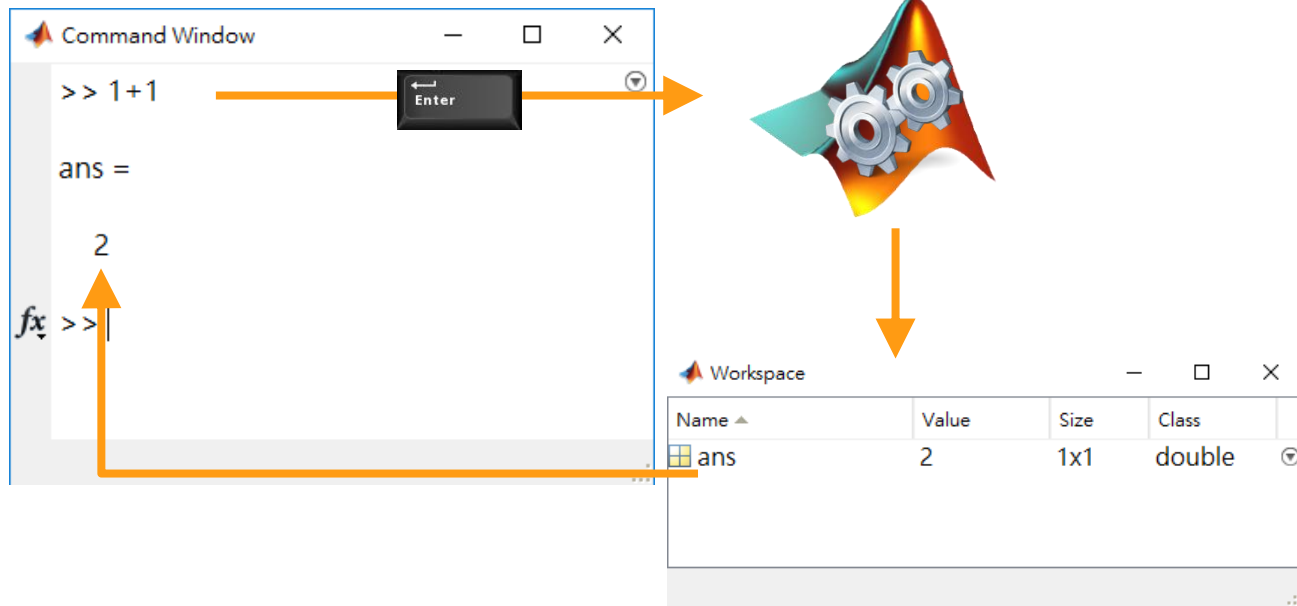 Command Window
>> 1+1
Enter
ans =
2
fx >>
Workspace
Name Value Size Class
ans 2 1x1 double